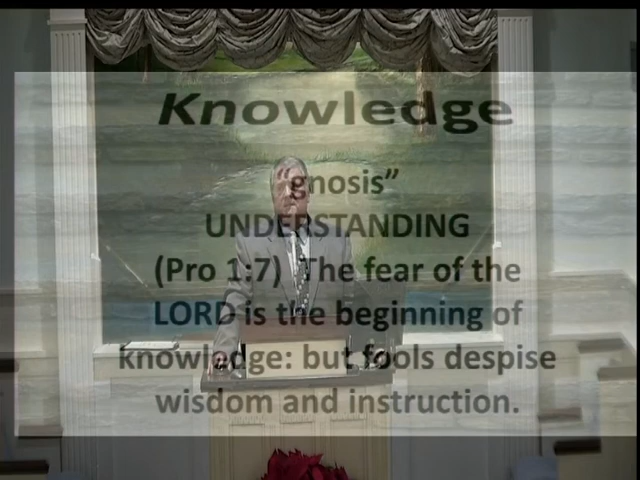 Knowledge
“gnosis”
UNDERSTANDING
(Pro 1:7) The fear of the
LORD is the beginning of
knowledge: but fools despise
wisdom and instruction.